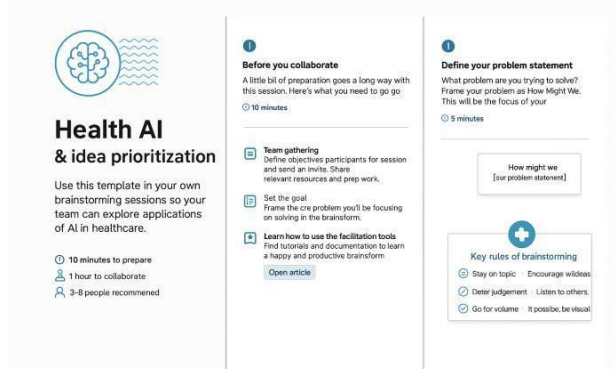 Health AI
& idea prioritization
Use this template in your own
brainstorming sessions so your
team can explore applications
of AI in healthcare.
10 minutes to prepare
1 hour to collaborate
3-8 people recommened
Before you collaborate
A little bil of preparation goes a long way with
this session. Here's what you need to go go
10 minutes
Team gathering
Define objectives participants for session
and send an invite. Share
relevant resources and prep work.
Set the goal
Frame the cre problem you'll be focusing
on solving in the brainsform.
Learn how to use the facilitation tools
Find tutorials and documentation to learn
a happy and productive brainsform
Open article
Define your problem statement
What problem are you trying to solve?
Frame your problem as How Might We.
This will be the focus of your
5 minutes
How might we
[our problem statenent]
Key rules of brainstorming
Stay on topic · Encourage wildeas
Deter judgement · Listen to others,
Go for volume · It possibe, be visual